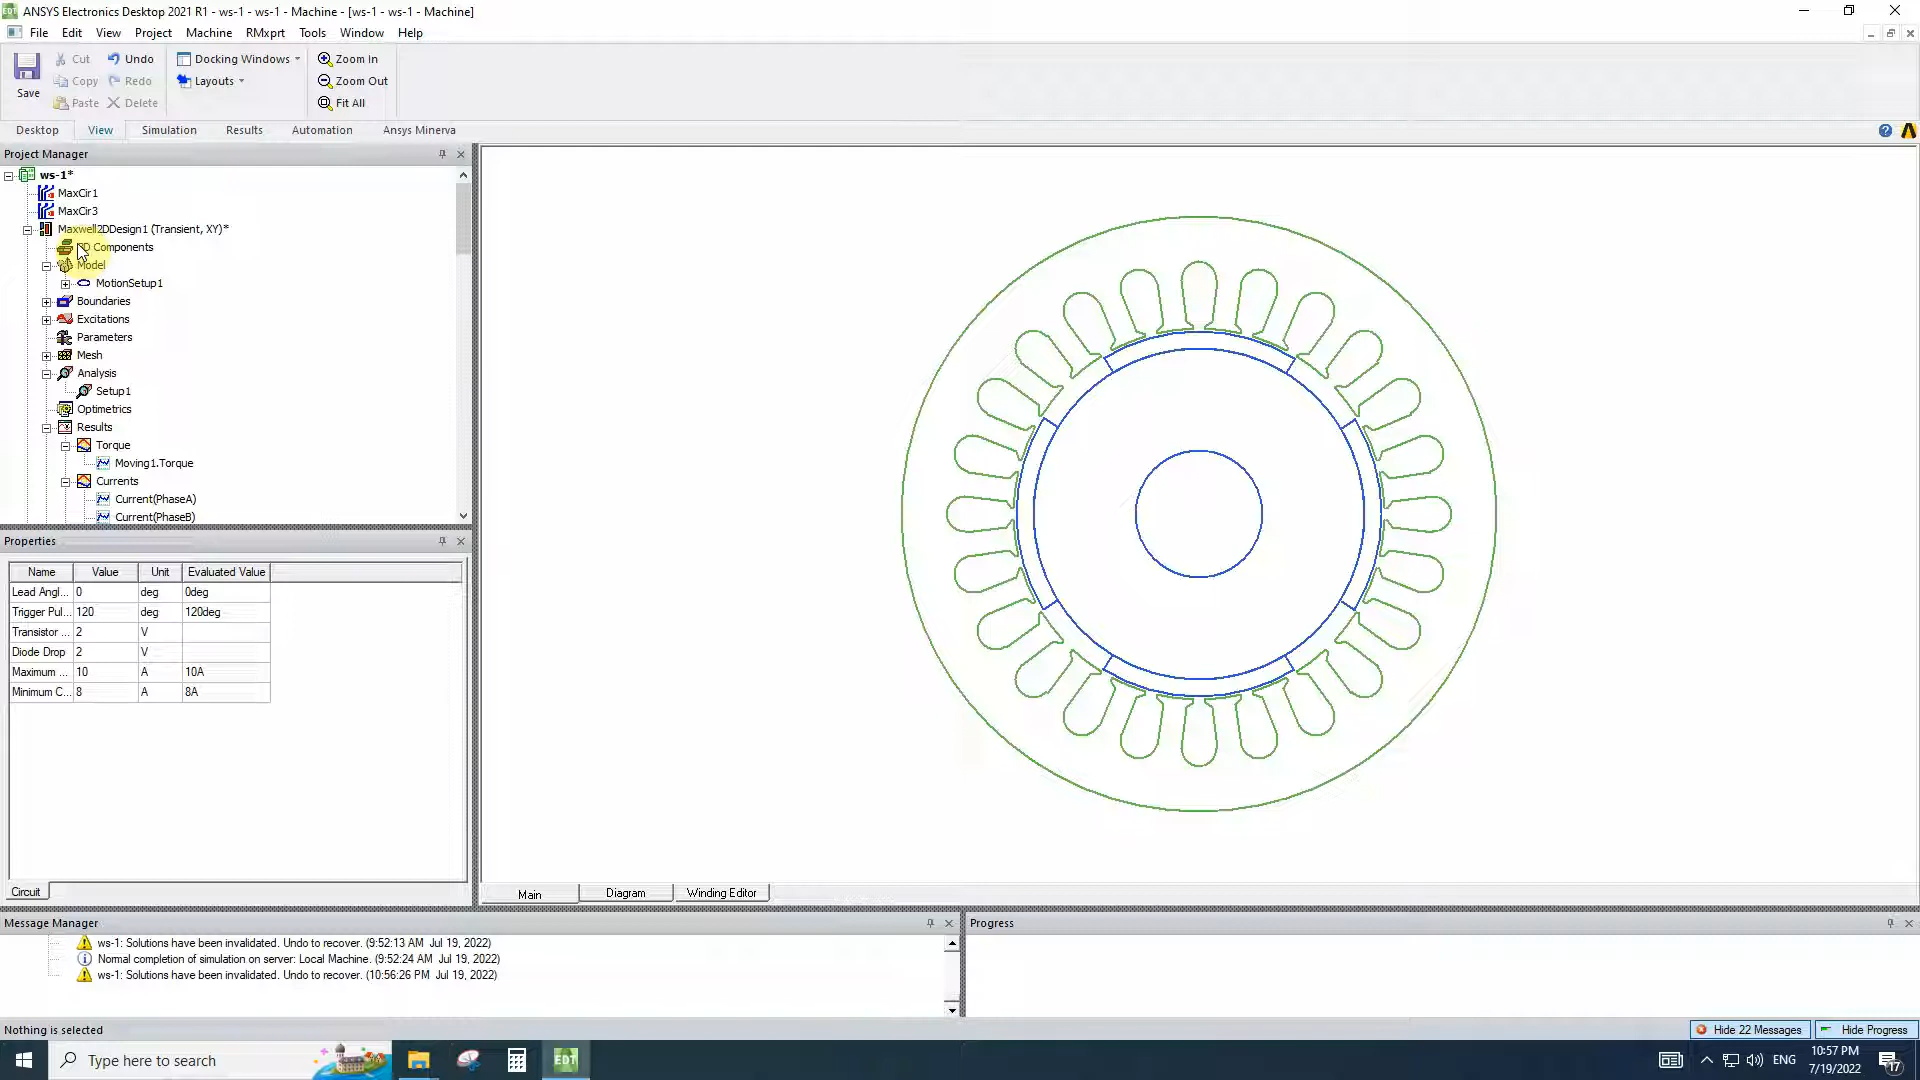 ANSYS Electronics Desktop 2021 R1 - ws-1 - ws-1 - Machine - [ws-1 - ws-1 - Machine]
File Edit View Project Machine RMxprt Tools Window Help
Save
Cut Undo
Copy Redo
Paste Delete
Docking Windows
Layouts
Zoom In
Zoom Out
Fit All
Desktop View Simulation Results Automation Ansys Minerva
Project Manager
ws-1*
MaxCir1
MaxCir3
Maxwell2DDesign1 (Transient, XY)*
Components
Model
MotionSetup1
Boundaries
Excitations
Parameters
Mesh
Analysis
Setup1
Optimetrics
Results
Torque
Moving1.Torque
Currents
Current(PhaseA)
Current(PhaseB)
Properties
Name Value Unit Evaluated Value
Lead Angl... 0 deg 0deg
Trigger Pul... 120 deg 120deg
Transistor ... 2 V
Diode Drop 2 V
Maximum ... 10 A 10A
Minimum C... 8 A 8A
Circuit
Main Diagram Winding Editor
Message Manager
ws-1: Solutions have been invalidated. Undo to recover. (9:52:13 AM Jul 19, 2022)
Normal completion of simulation on server: Local Machine. (9:52:24 AM Jul 19, 2022)
ws-1: Solutions have been invalidated. Undo to recover. (10:56:26 PM Jul 19, 2022)
Progress
Nothing is selected
Hide 22 Messages Hide Progress
Type here to search
EDT
ENG
10:57 PM
7/19/2022
17